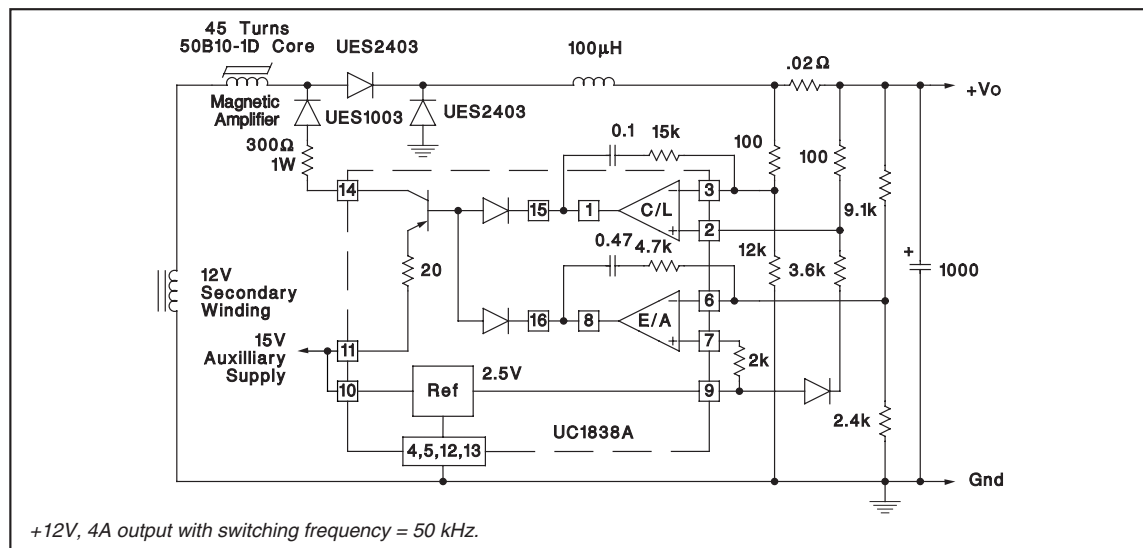 45 Turns
50B10-1D Core
UES2403
100μH
.02Ω
+Vo
Magnetic
Amplifier
UES1003
UES2403
300Ω
1W
0.1
15k
100
100
14
15
1
C/L
3
2
9.1k
0.47
4.7k
12k
3.6k
+
1000
20
12V
Secondary
Winding
16
8
E/A
6
7
15V
Auxilliary
Supply
11
10
Ref
2.5V
9
2k
2.4k
UC1838A
4,5,12,13
Gnd
+12V, 4A output with switching frequency = 50 kHz.